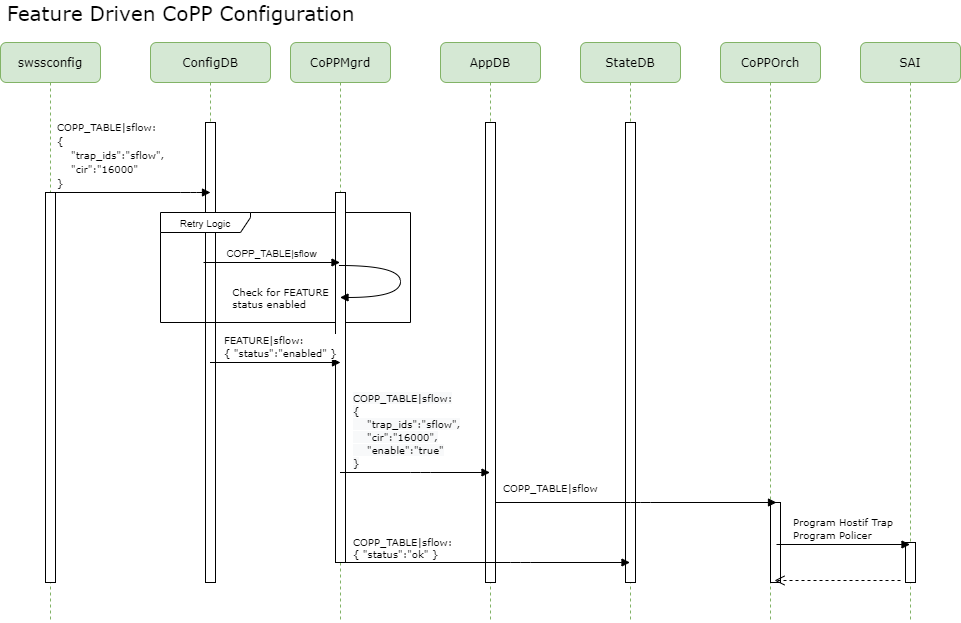 Feature Driven CoPP Configuration
swssconfig
ConfigDB
CoPPMgrd
AppDB
StateDB
CoPPOrch
SAI
COPP_TABLE|sflow:
{
"trap_ids":"sflow",
"cir":"16000"
}
Retry Logic
COPP_TABLE|sflow
Check for FEATURE
status enabled
FEATURE|sflow:
{ "status":"enabled" }
COPP_TABLE|sflow:
{
"trap_ids":"sflow",
"cir":"16000",
"enable":"true"
}
COPP_TABLE|sflow
Program Hostif Trap
Program Policer
COPP_TABLE|sflow:
{ "status":"ok" }